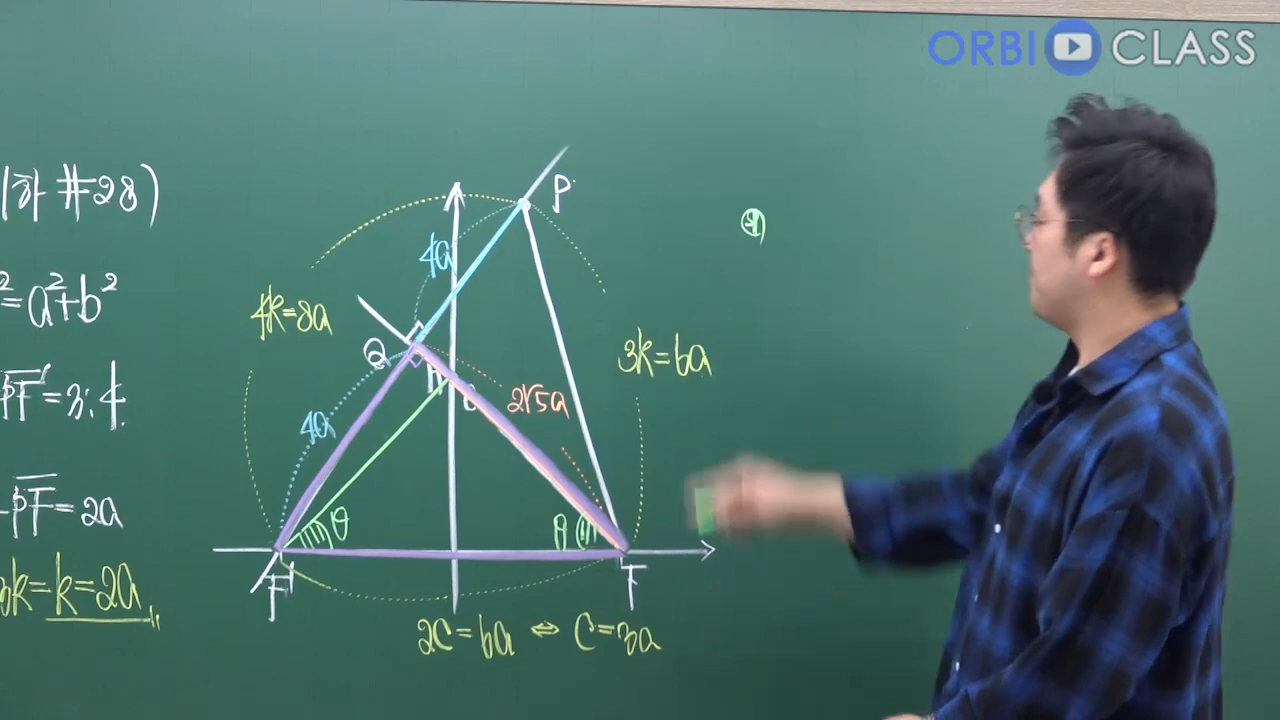 ORBI CLASS
하 #28)
²=a²+b²
PF=3:4
-PF=2a
k=2a
P
4a
4k=8a
Q
3k=6a
2√5a
4a
θ
θ
F'
F
2c=6a ⇔ c=3a